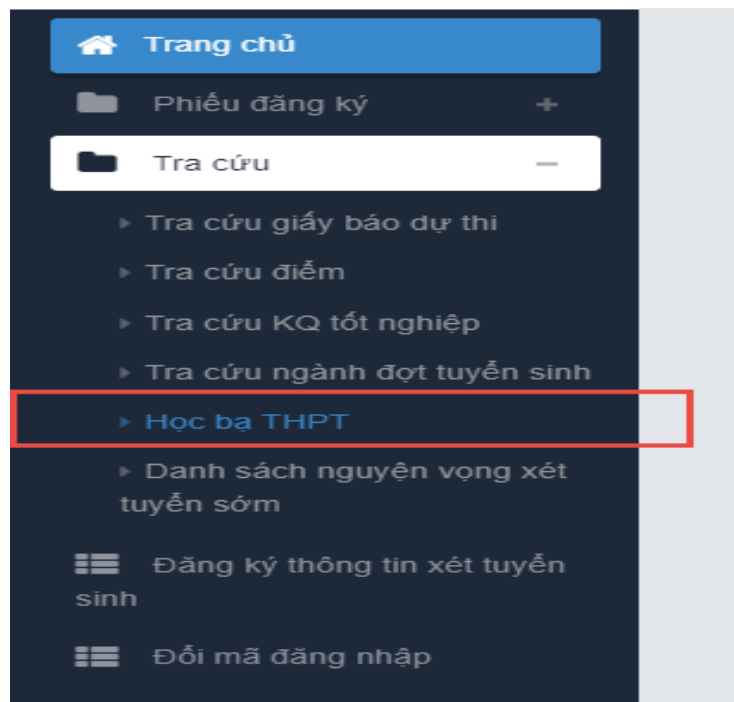 Trang chủ
Phiếu đăng ký
Tra cứu
Tra cứu giấy báo dự thi
Tra cứu điểm
Tra cứu KQ tốt nghiệp
Tra cứu ngành đợt tuyển sinh
Học bạ THPT
Danh sách nguyện vọng xét
tuyển sớm
Đăng ký thông tin xét tuyển
sinh
Đổi mã đăng nhập